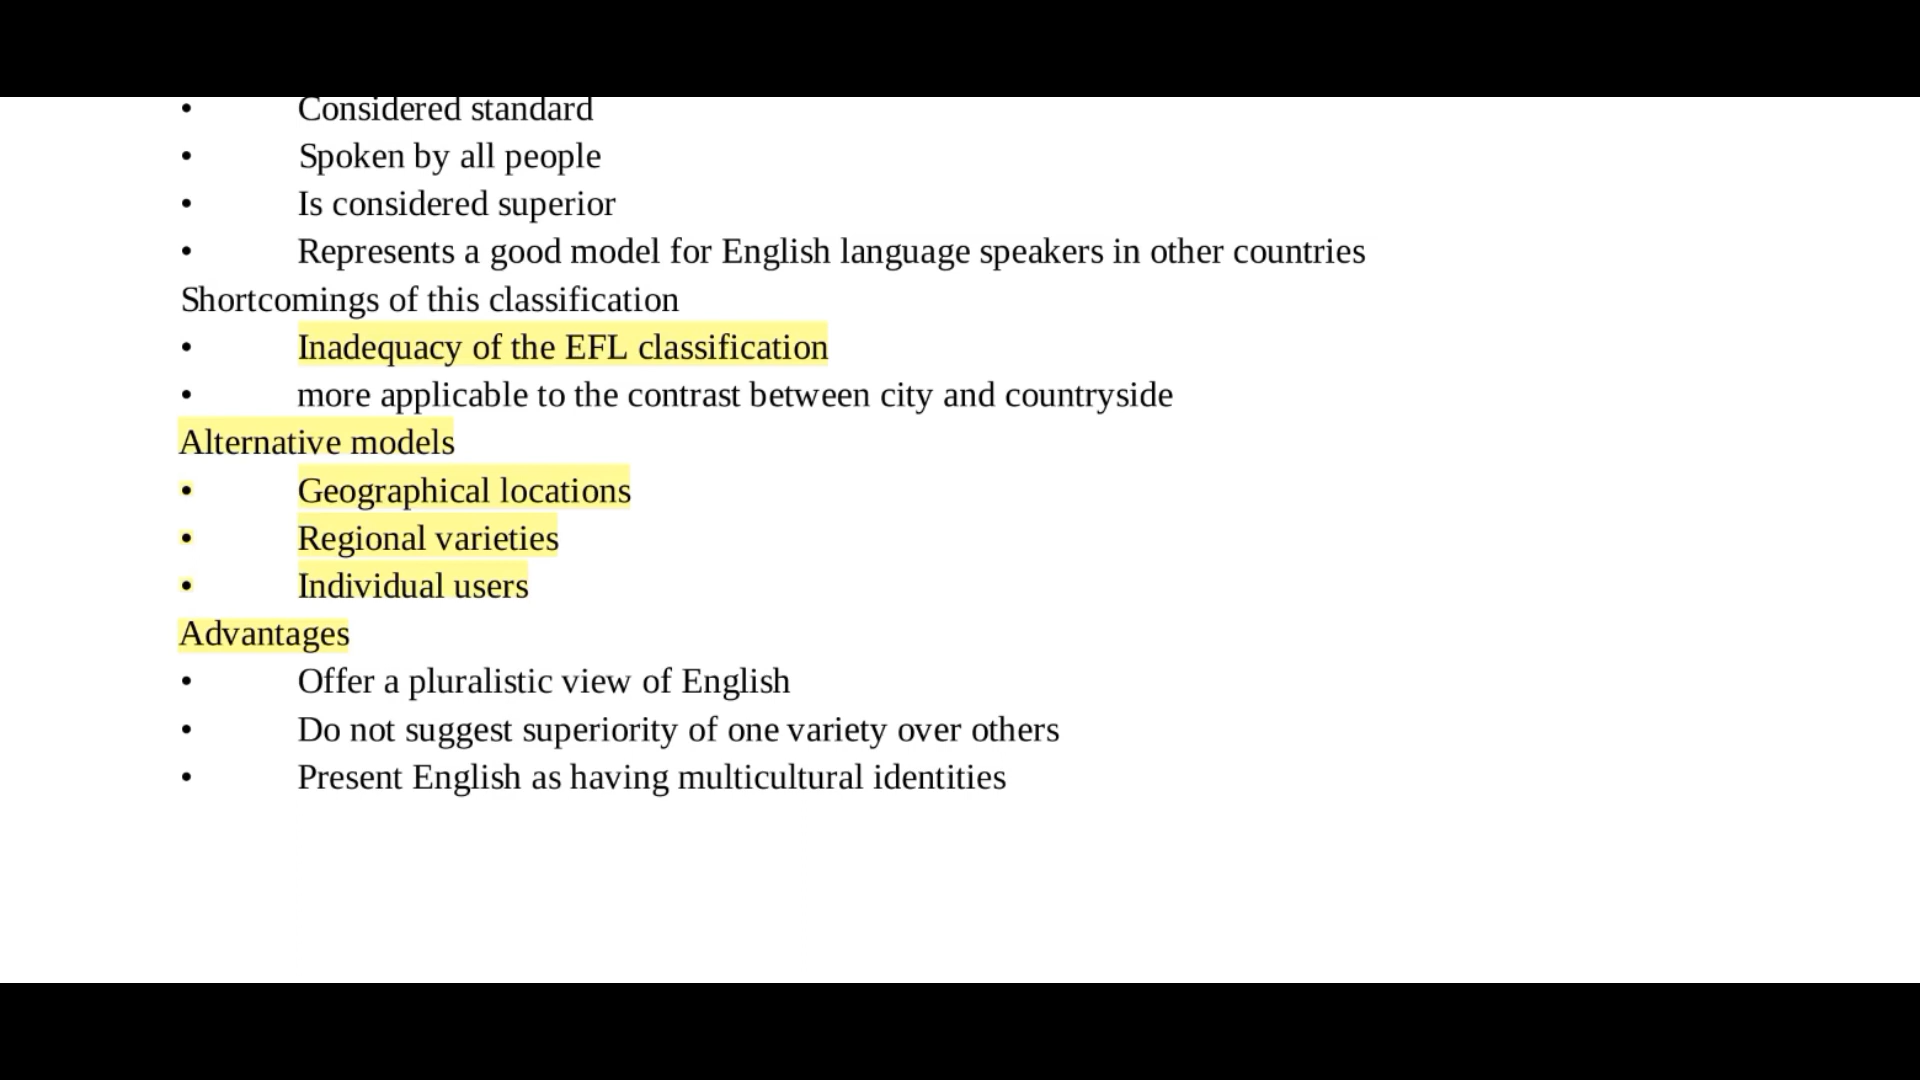 • Considered standard
• Spoken by all people
• Is considered superior
• Represents a good model for English language speakers in other countries
Shortcomings of this classification
• Inadequacy of the EFL classification
• more applicable to the contrast between city and countryside
Alternative models
• Geographical locations
• Regional varieties
• Individual users
Advantages
• Offer a pluralistic view of English
• Do not suggest superiority of one variety over others
• Present English as having multicultural identities